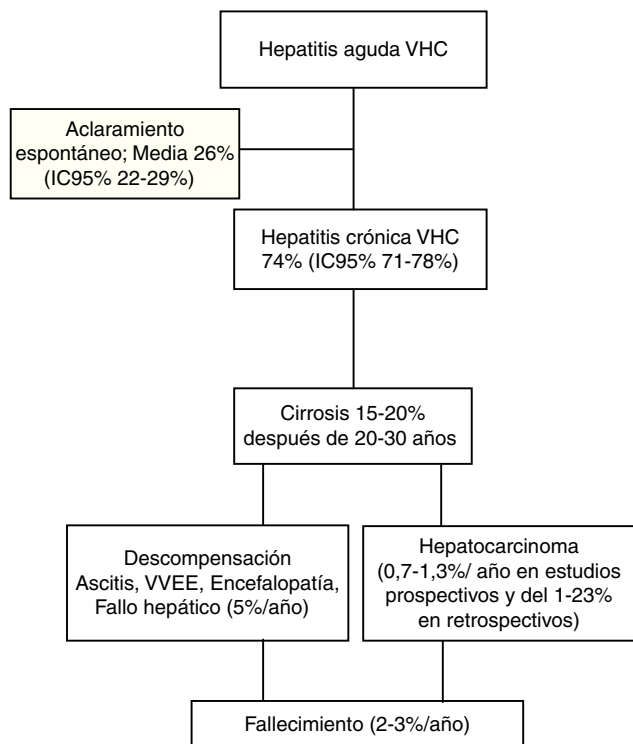 Hepatitis aguda VHC
Aclaramiento
espontáneo; Media 26%
(IC95% 22-29%)
Hepatitis crónica VHC
74% (IC95% 71-78%)
Cirrosis 15-20%
después de 20-30 años
Descompensación
Ascitis, VVEE, Encefalopatía,
Fallo hepático (5%/año)
Hepatocarcinoma
(0,7-1,3%/ año en estudios
prospectivos y del 1-23%
en retrospectivos)
Fallecimiento (2-3%/año)